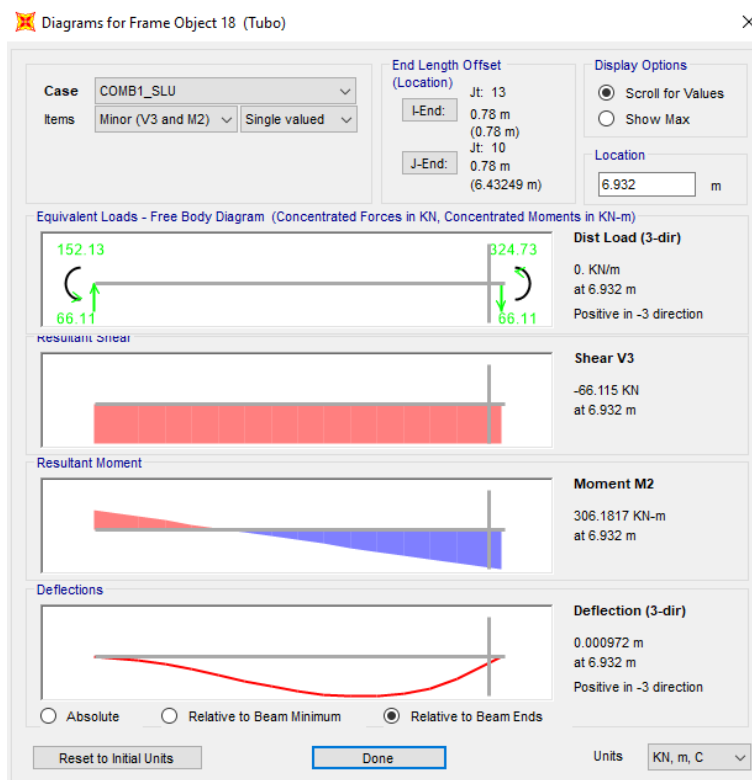 Diagrams for Frame Object 18 (Tubo)
Case COMB1_SLU
Items Minor (V3 and M2) Single valued
End Length Offset
(Location)
Jt: 13
I-End: 0.78 m
(0.78 m)
Jt: 10
J-End: 0.78 m
(6.43249 m)
Display Options
Scroll for Values
Show Max
Location
6.932 m
Equivalent Loads - Free Body Diagram (Concentrated Forces in KN, Concentrated Moments in KN-m)
152.13 324.73
66.11 66.11
Dist Load (3-dir)
0. KN/m
at 6.932 m
Positive in -3 direction
Resultant Shear
Shear V3
-66.115 KN
at 6.932 m
Resultant Moment
Moment M2
306.1817 KN-m
at 6.932 m
Deflections
Deflection (3-dir)
0.000972 m
at 6.932 m
Positive in -3 direction
Absolute Relative to Beam Minimum Relative to Beam Ends
Reset to Initial Units Done Units KN, m, C